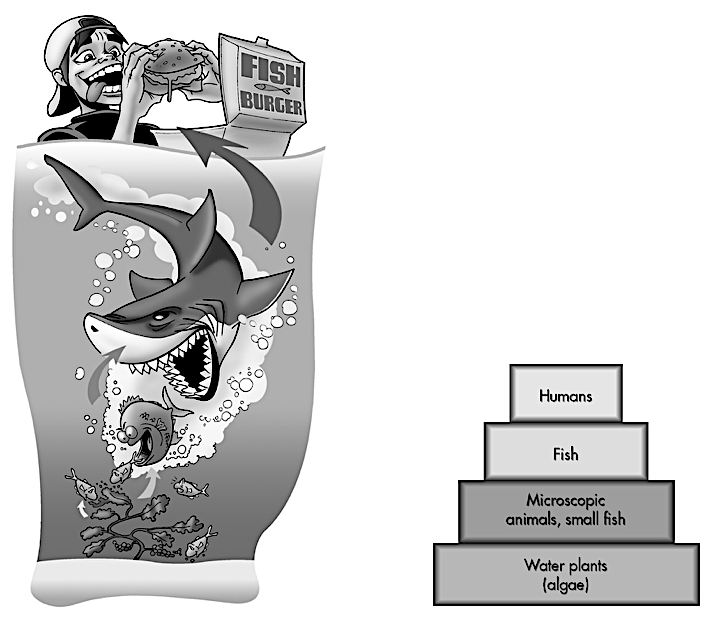 FISH
BURGER
Humans
Fish
Microscopic
animals, small fish
Water plants
(algae)